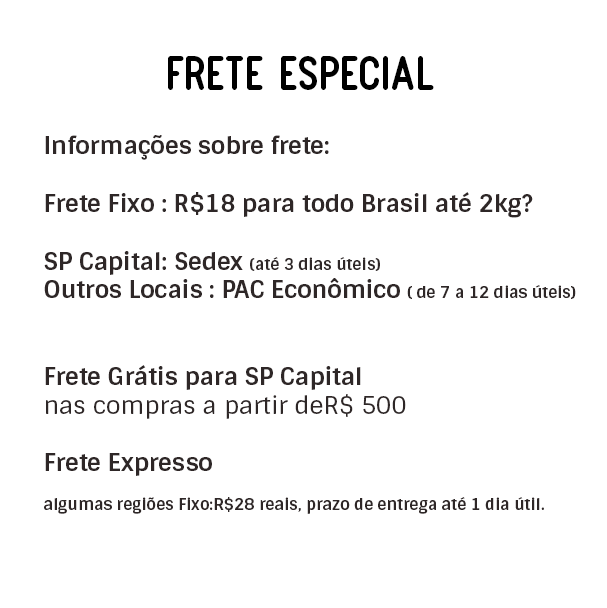 FRETE ESPECIAL
Informações sobre frete:
Frete Fixo : R$18 para todo Brasil até 2kg?
SP Capital: Sedex (até 3 dias úteis)
Outros Locais : PAC Econômico ( de 7 a 12 dias úteis)
Frete Grátis para SP Capital
nas compras a partir deR$ 500
Frete Expresso
algumas regiões Fixo:R$28 reais, prazo de entrega até 1 dia útil.